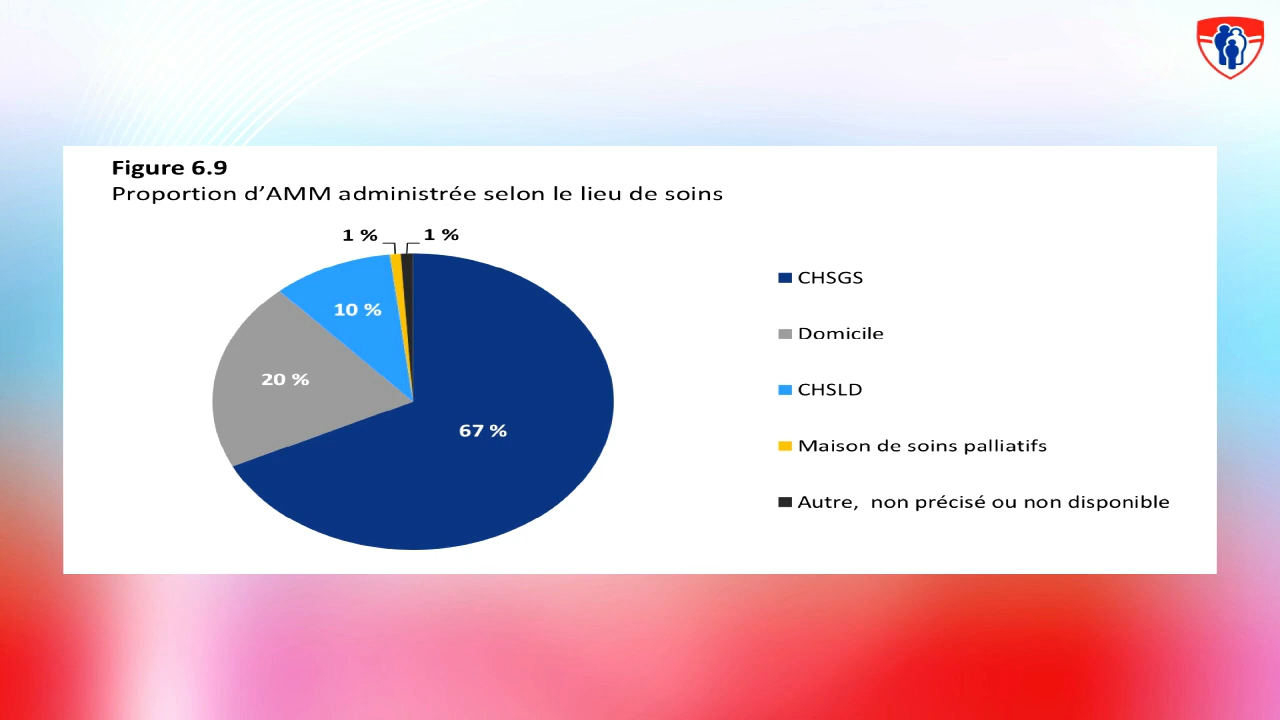 Figure 6.9
Proportion d’AMM administrée selon le lieu de soins
1 %
1 %
10 %
20 %
67 %
CHSGS
Domicile
CHSLD
Maison de soins palliatifs
Autre,  non précisé ou non disponible